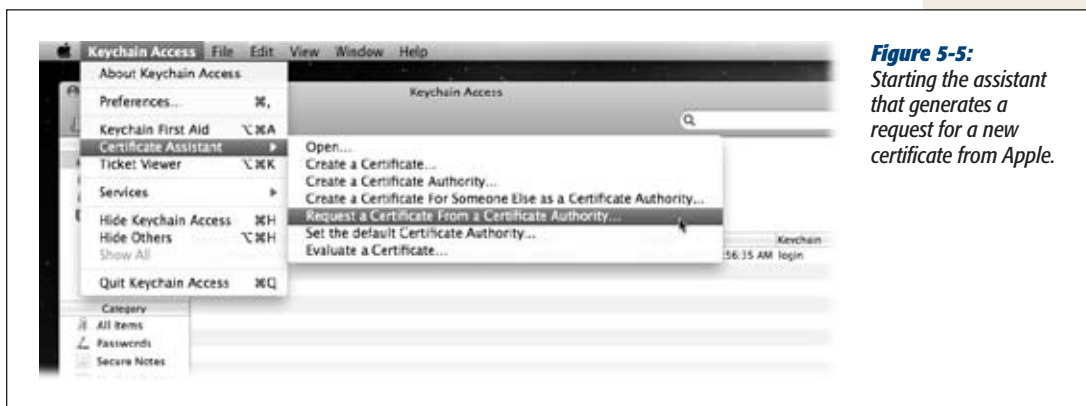 Keychain Access File Edit View Window Help
About Keychain Access
Preferences... ⌘,
Keychain First Aid ⌥⌘A
Certificate Assistant ▶
Ticket Viewer ⌥⌘K
Services ▶
Hide Keychain Access ⌘H
Hide Others ⌥⌘H
Show All
Quit Keychain Access ⌘Q
Keychain Access
Open...
Create a Certificate...
Create a Certificate Authority...
Create a Certificate For Someone Else as a Certificate Authority...
Request a Certificate From a Certificate Authority...
Set the default Certificate Authority...
Evaluate a Certificate...
Keychain
:56:35 AM login
Category
All Items
Passwords
Secure Notes
Figure 5-5:
Starting the assistant
that generates a
request for a new
certificate from Apple.